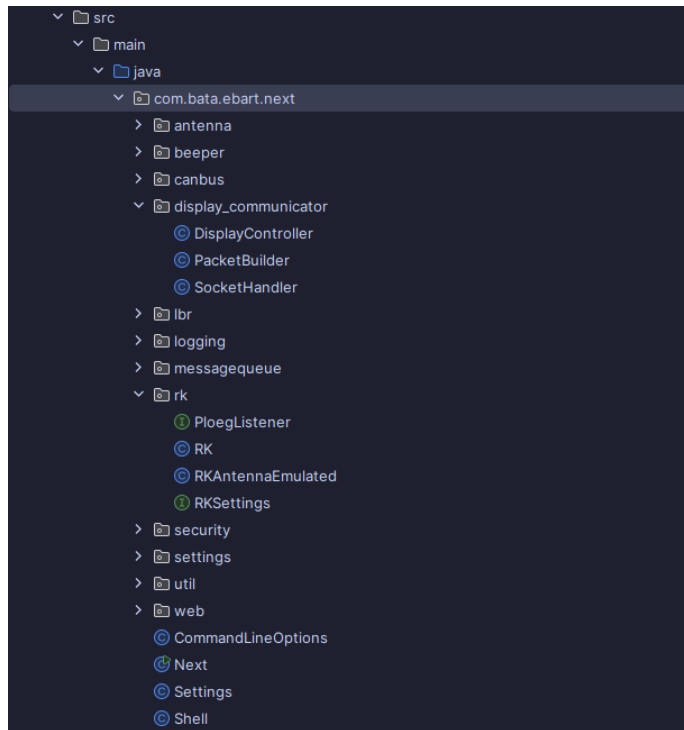 src
main
java
com.bata.ebart.next
antenna
beeper
canbus
display_communicator
DisplayController
PacketBuilder
SocketHandler
lbr
logging
messagequeue
rk
PloegListener
RK
RKAntennaEmulated
RKSettings
security
settings
util
web
CommandLineOptions
Next
Settings
Shell